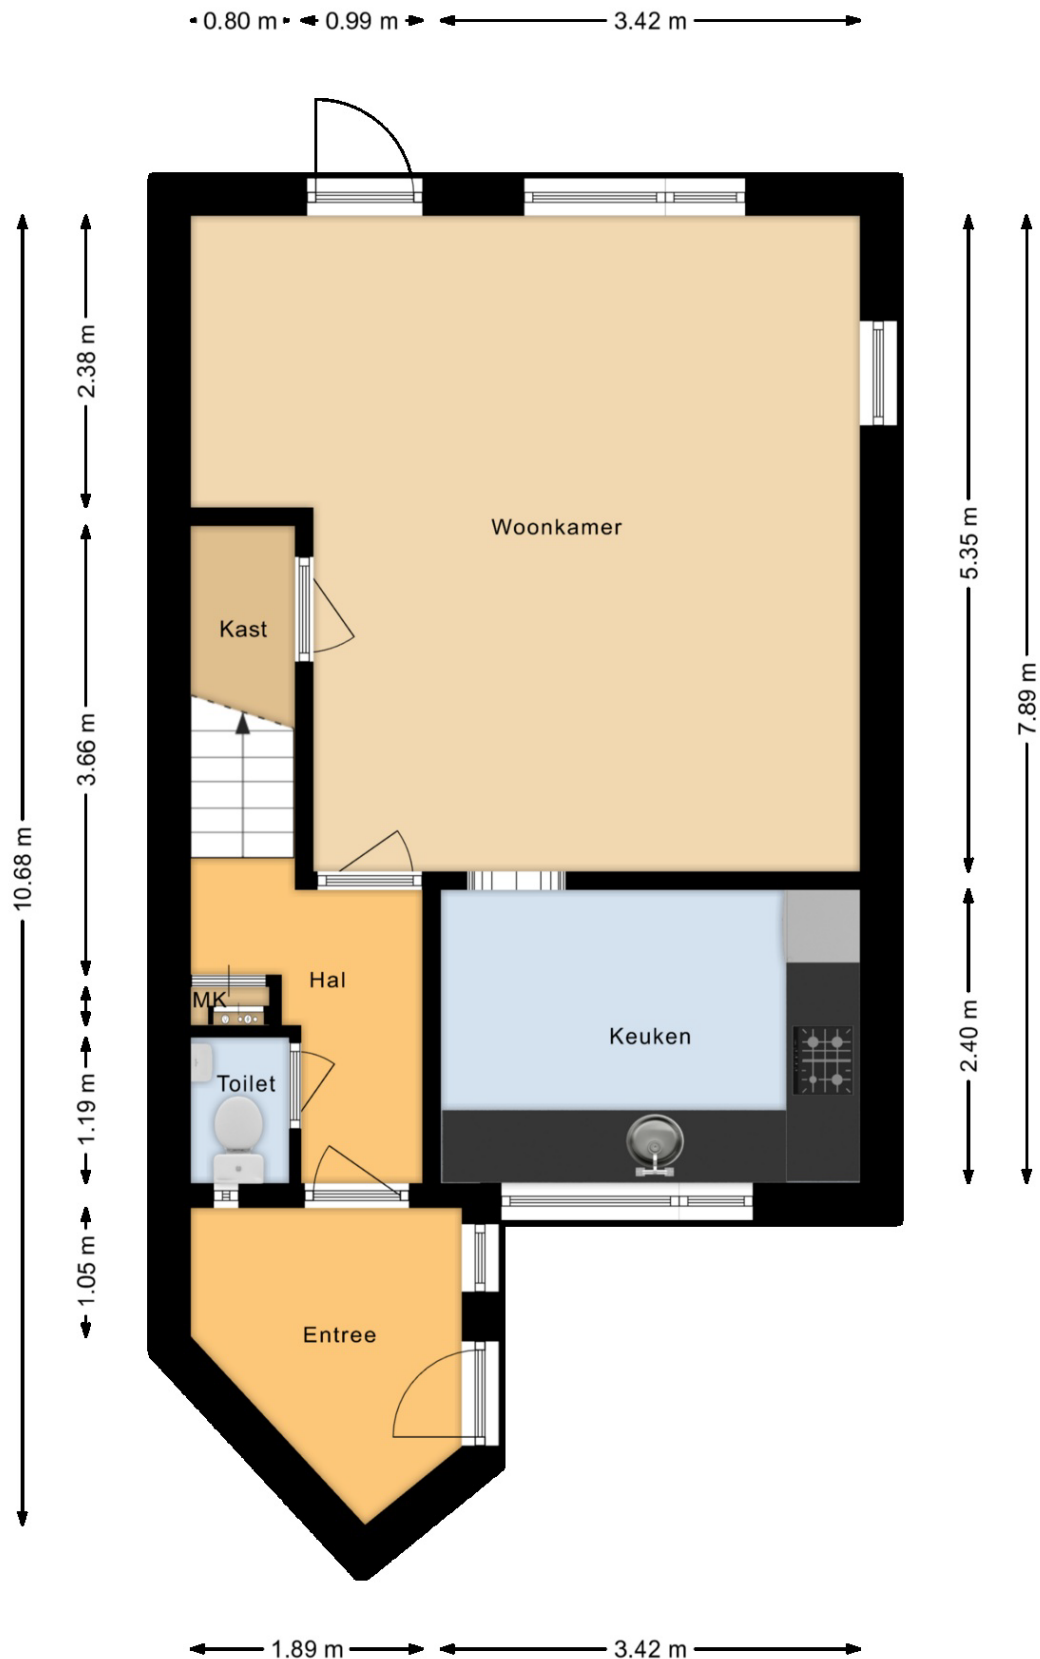 0.80 m
0.99 m
3.42 m
2.38 m
Woonkamer
5.35 m
Kast
7.89 m
3.66 m
10.68 m
Hal
MK
Keuken
2.40 m
Toilet
1.19 m
1.05 m
Entree
1.89 m
3.42 m